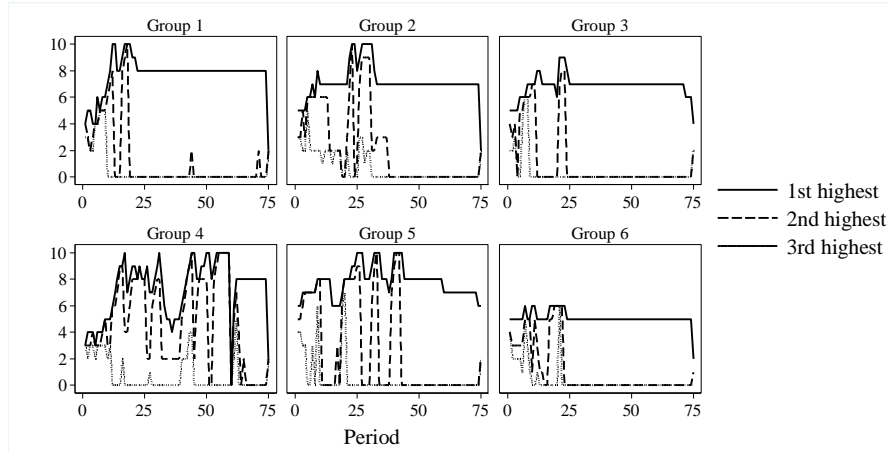 Group 1
Group 2
Group 3
10
8
6
4
2
0
0 25 50 75
0 25 50 75
0 25 50 75
1st highest
2nd highest
3rd highest
Group 4
Group 5
Group 6
10
8
6
4
2
0
0 25 50 75
0 25 50 75
0 25 50 75
Period